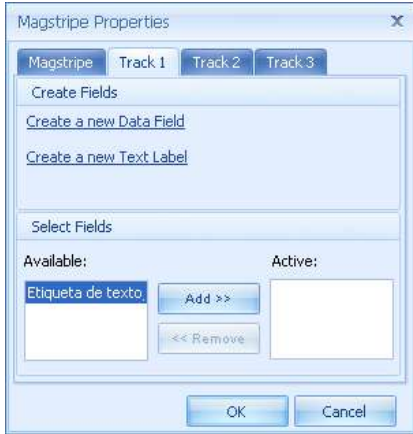 Magstripe Properties
Magstripe Track 1 Track 2 Track 3
Create Fields
Create a new Data Field
Create a new Text Label
Select Fields
Available: Active:
Etiqueta de texto
Add >>
<< Remove
OK Cancel